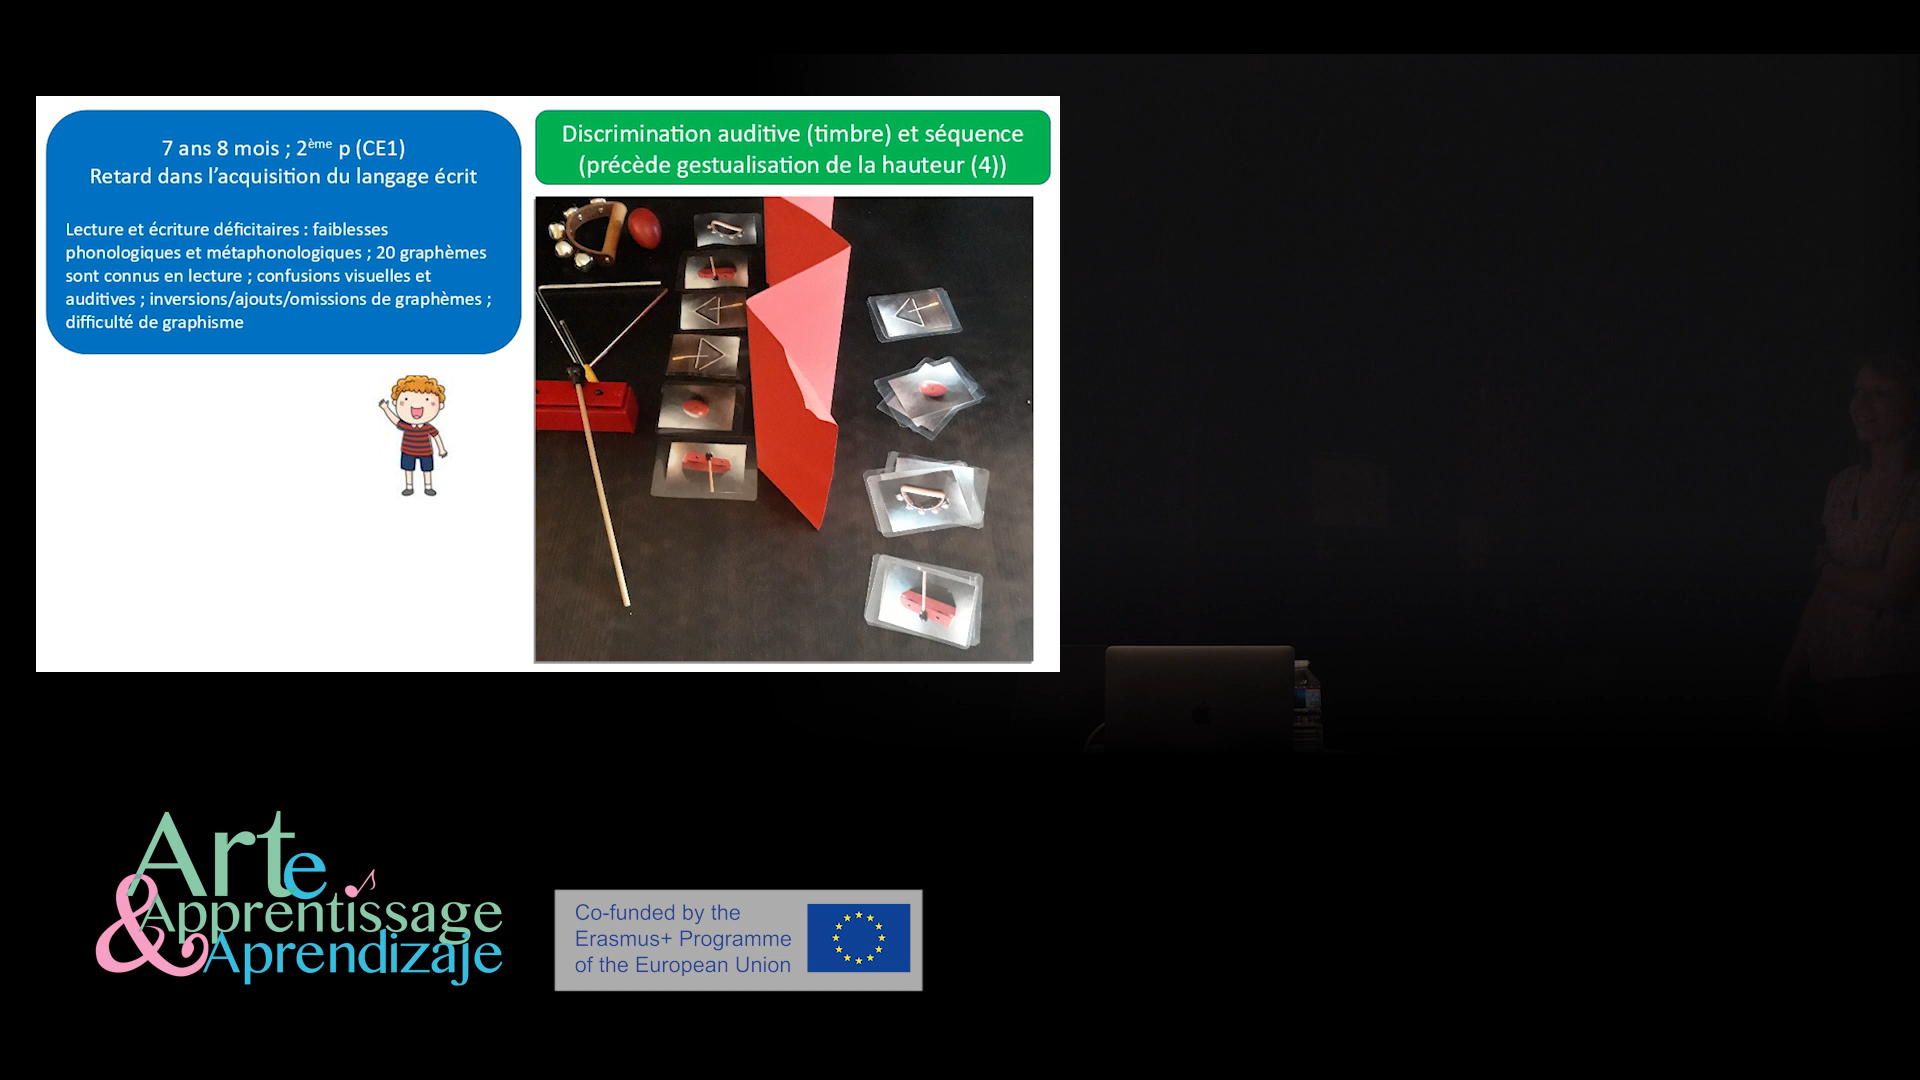 7 ans 8 mois ; 2ème p (CE1)
Retard dans l’acquisition du langage écrit
Lecture et écriture déficitaires : faiblesses
phonologiques et métaphonologiques ; 20 graphèmes
sont connus en lecture ; confusions visuelles et
auditives ; inversions/ajouts/omissions de graphèmes ;
difficulté de graphisme
Discrimination auditive (timbre) et séquence
(précède gestualisation de la hauteur (4))
Arte
&Apprentissage
Aprendizaje
Co-funded by the
Erasmus+ Programme
of the European Union